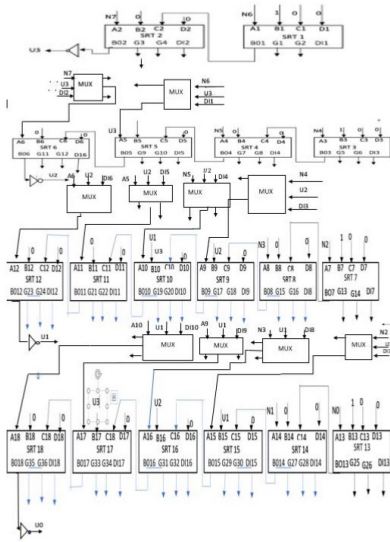 N7 0 N6 1 0
A2 B2 C2 D2 A1 B1 C1 D1
U3 SRT 2 SRT 1
B02 G3 G4 DI2 B01 G1 G2 DI1
N7 U3 DI2 MUX MUX N6 U3 DI1
A6 B6 C6 D6 0 U3 A5 B5 C5 D5 0 N5 A4 B4 C4 D4 0 N4 1 0 A3 B3 C3 D3
SRT 6 SRT 5 SRT 4 SRT 3
B06 G11 G12 DI6 B05 G9 G10 DI5 B04 G7 G8 DI4 B03 G5 G6 DI3
U2 A6 U2 DI6 A5 U2 DI5 N5 U2 DI4 N4
MUX MUX MUX MUX U2
DI3
U1 U3 U2 N3 N2 1 0
A12 B12 C12 D12 A11 B11 C11 D11 A10 B10 C10 D10 A9 B9 C9 D9 A8 B8 C8 D8 A7 B7 C7 D7
SRT 12 SRT 11 SRT 10 SRT 9 SRT 8 SRT 7
B012 G23 G24 DI12 B011 G21 G22 DI11 B010 G19 G20 DI10 B09 G17 G18 DI9 B08 G15 G16 DI8 B07 G13 G14 DI7
U1 A10 U1 DI10 A9 U1 DI9 N3 U1 DI8 N2
MUX MUX MUX MUX
U3 U2 U1 N1 N0 1 0
A18 B18 C18 D18 A17 B17 C18 D17 A16 B16 C16 D16 A15 B15 C15 D15 A14 B14 C14 D14 A13 B13 C13 D13
SRT 18 SRT 17 SRT 16 SRT 15 SRT 14 SRT 13
B018 G35 G36 DI18 B017 G33 G34 DI17 B016 G31 G32 DI16 B015 G29 G30 DI15 B014 G27 G28 DI14 B013 G25 G26 DI13
U0